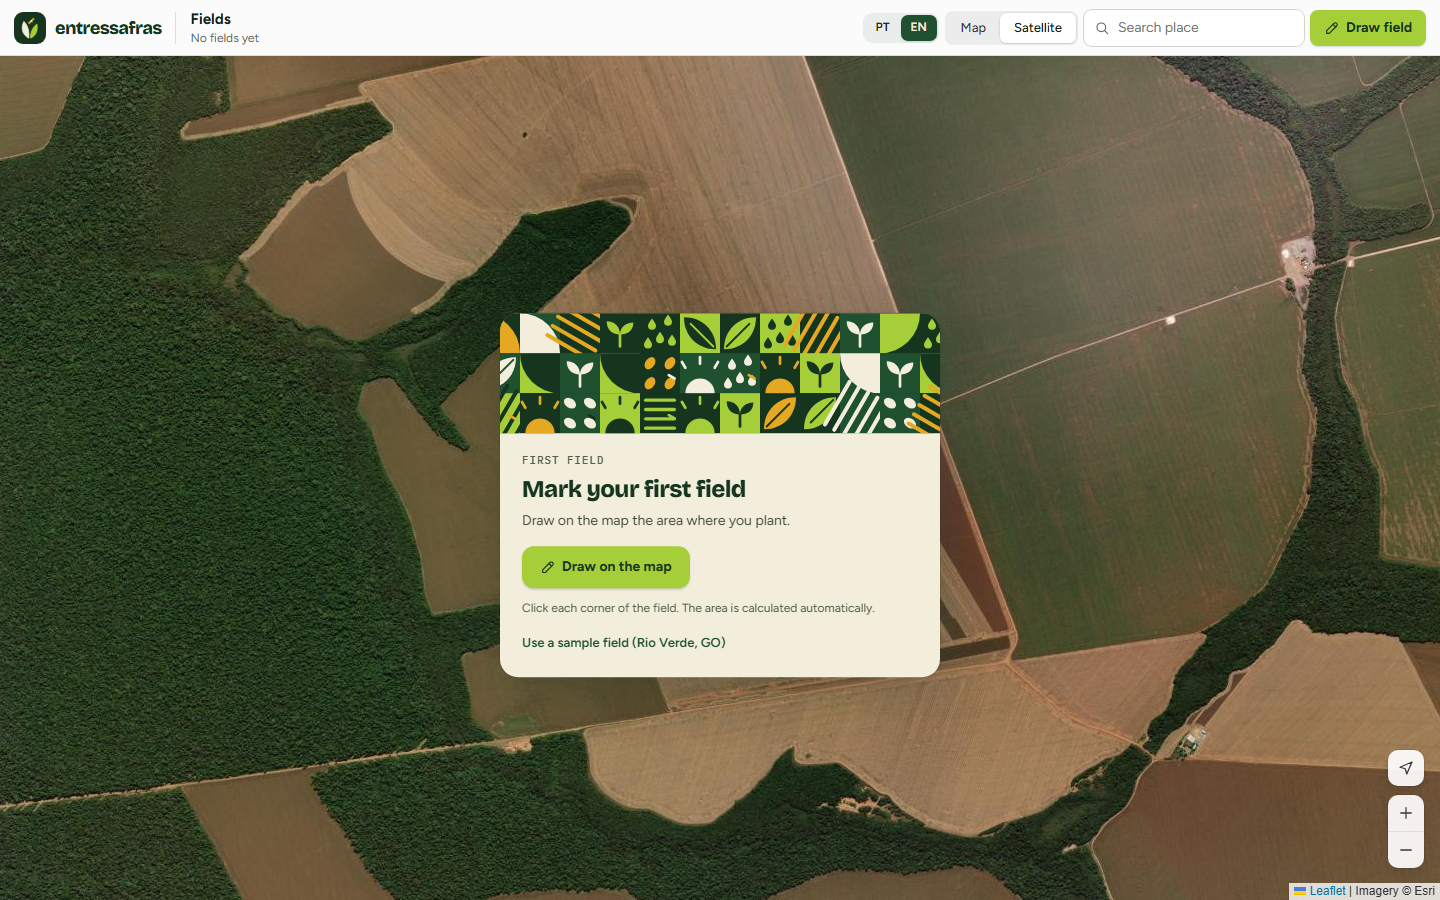 entressafras
Fields
No fields yet
PT
EN
Map
Satellite
Search place
Draw field
FIRST FIELD
Mark your first field
Draw on the map the area where you plant.
Draw on the map
Click each corner of the field. The area is calculated automatically.
Use a sample field (Rio Verde, GO)
+
−
Leaflet | Imagery © Esri